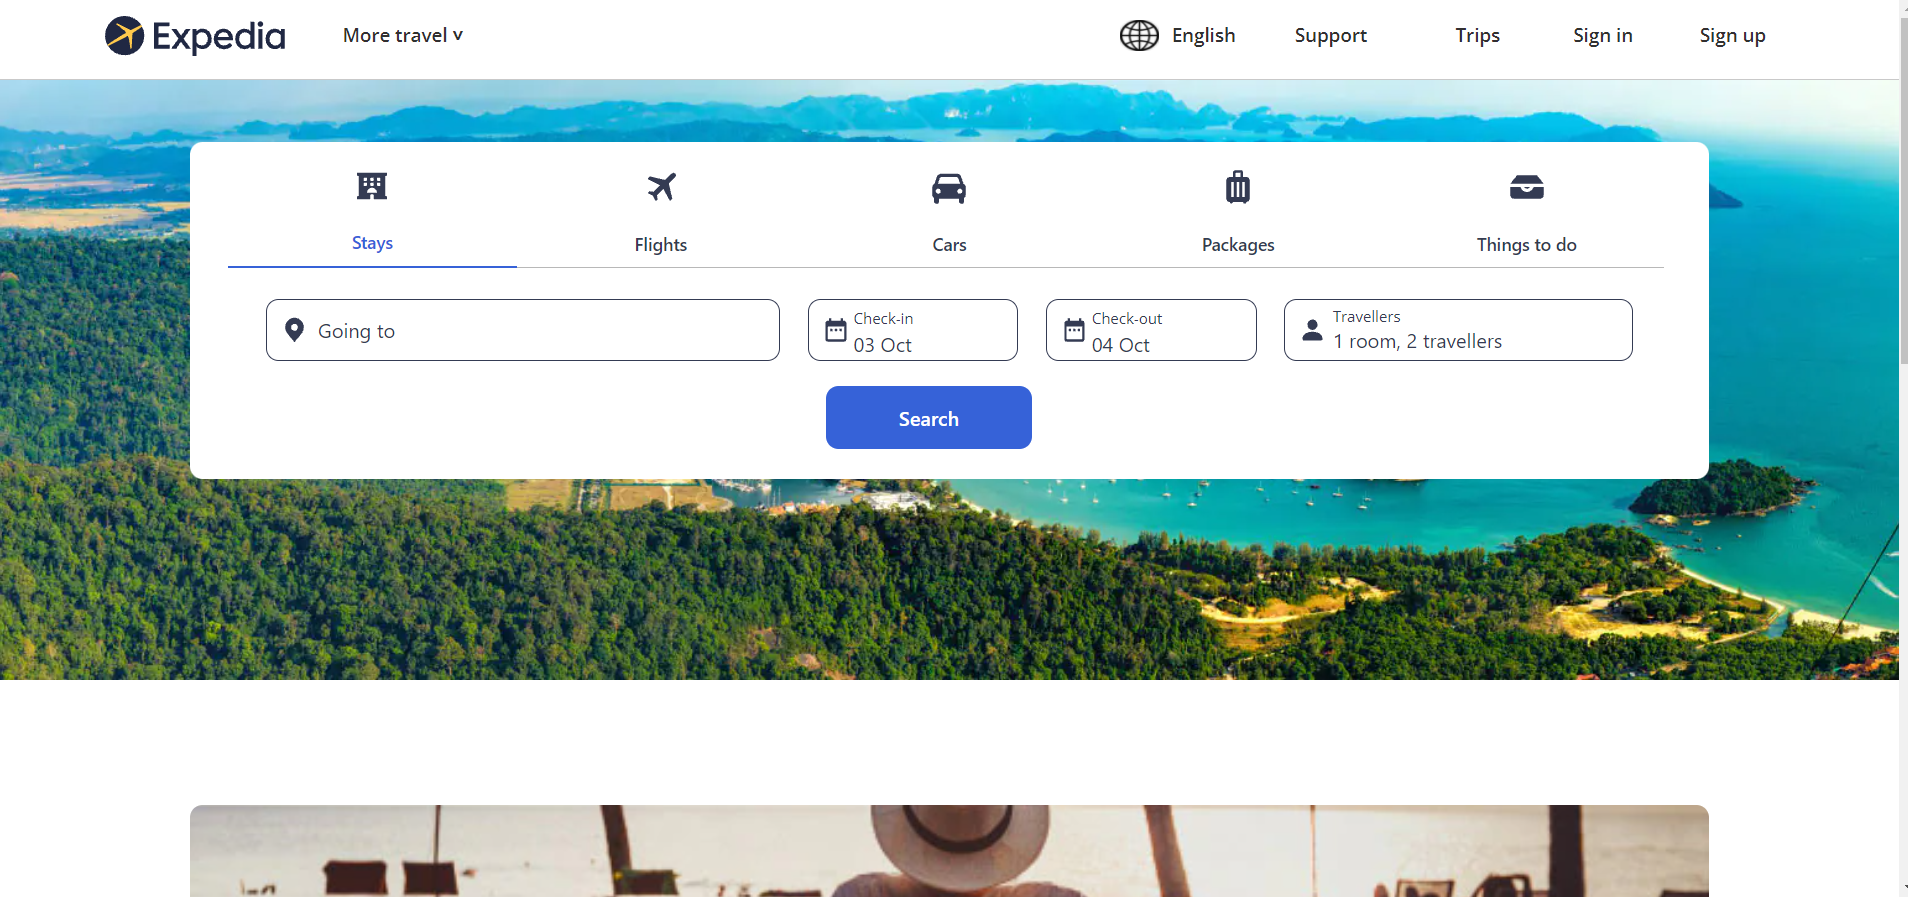 Expedia
More travel v
English
Support
Trips
Sign in
Sign up
Stays
Flights
Cars
Packages
Things to do
Going to
Check-in
03 Oct
Check-out
04 Oct
Travellers
1 room, 2 travellers
Search